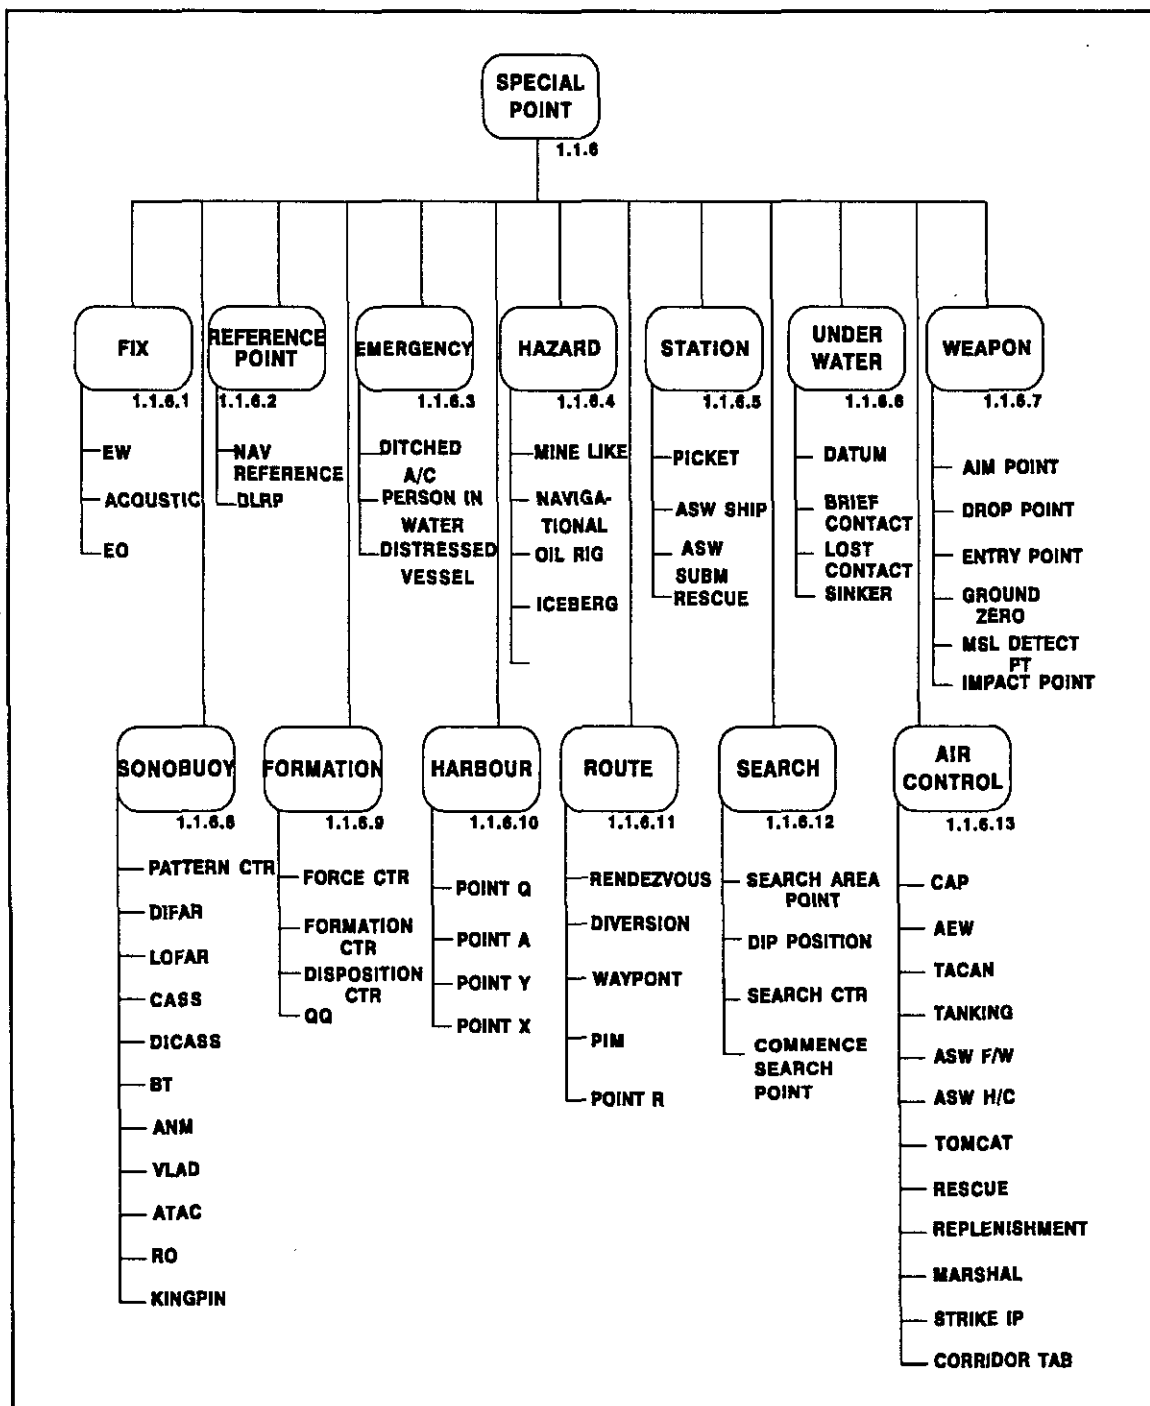 SPECIAL
POINT
1.1.6
FIX
1.1.6.1
EW
ACOUSTIC
EO
REFERENCE
POINT
1.1.6.2
NAV
REFERENCE
DLRP
EMERGENCY
1.1.6.3
DITCHED
A/C
PERSON IN
WATER
DISTRESSED
VESSEL
HAZARD
1.1.6.4
MINE LIKE
NAVIGA-
TIONAL
OIL RIG
ICEBERG
STATION
1.1.6.5
PICKET
ASW SHIP
ASW
SUBM
RESCUE
UNDER
WATER
1.1.6.6
DATUM
BRIEF
CONTACT
LOST
CONTACT
SINKER
WEAPON
1.1.6.7
AIM POINT
DROP POINT
ENTRY POINT
GROUND
ZERO
MSL DETECT
PT
IMPACT POINT
SONOBUOY
1.1.6.8
PATTERN CTR
DIFAR
LOFAR
CASS
DICASS
BT
ANM
VLAD
ATAC
RO
KINGPIN
FORMATION
1.1.6.9
FORCE CTR
FORMATION
CTR
DISPOSITION
CTR
QQ
HARBOUR
1.1.6.10
POINT Q
POINT A
POINT Y
POINT X
ROUTE
1.1.6.11
RENDEZVOUS
DIVERSION
WAYPONT
PIM
POINT R
SEARCH
1.1.6.12
SEARCH AREA
POINT
DIP POSITION
SEARCH CTR
COMMENCE
SEARCH
POINT
AIR
CONTROL
1.1.6.13
CAP
AEW
TACAN
TANKING
ASW F/W
ASW H/C
TOMCAT
RESCUE
REPLENISHMENT
MARSHAL
STRIKE IP
CORRIDOR TAB